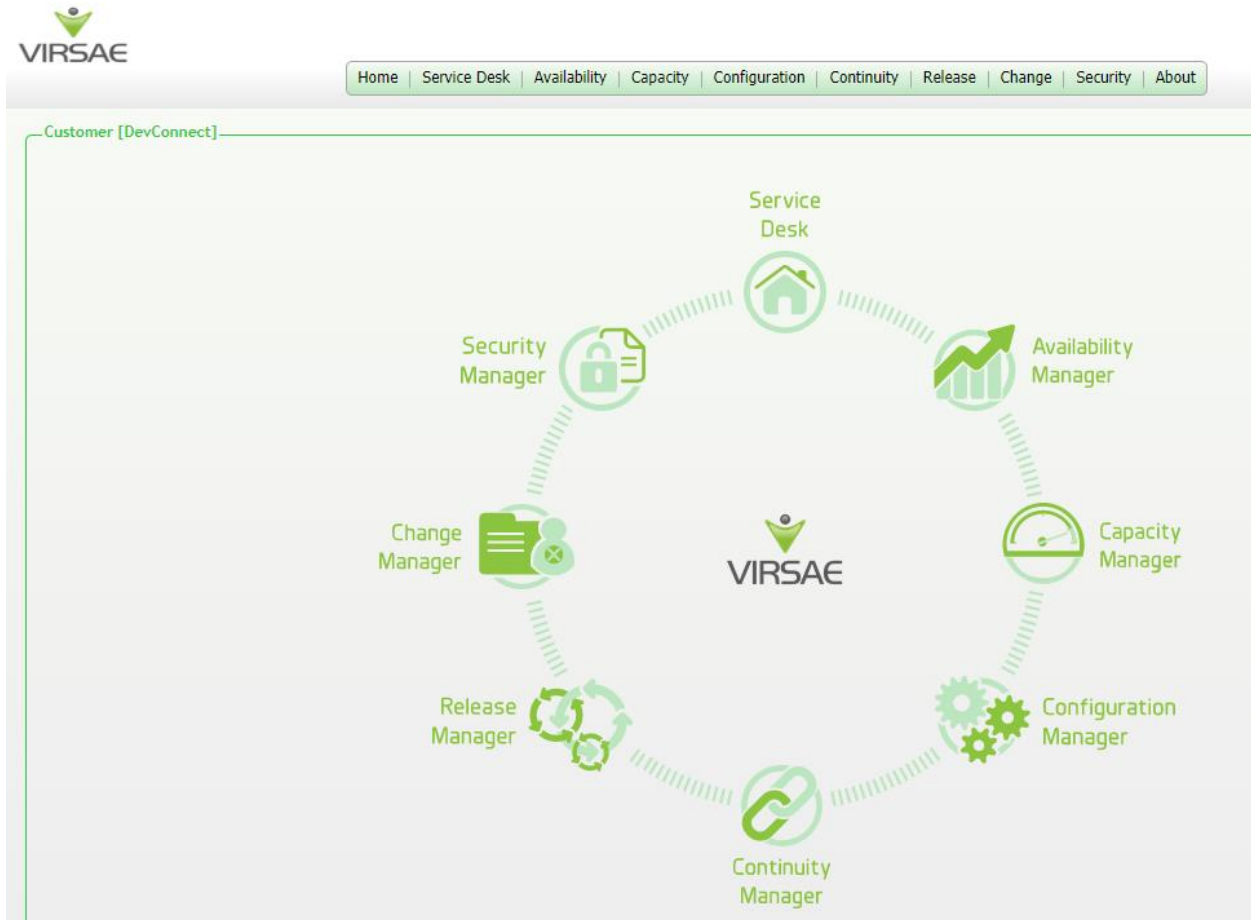 VIRSAE
Home | Service Desk | Availability | Capacity | Configuration | Continuity | Release | Change | Security | About
Customer [DevConnect]
Service
Desk
Security
Manager
Availability
Manager
Change
Manager
VIRSAE
Capacity
Manager
Release
Manager
Configuration
Manager
Continuity
Manager